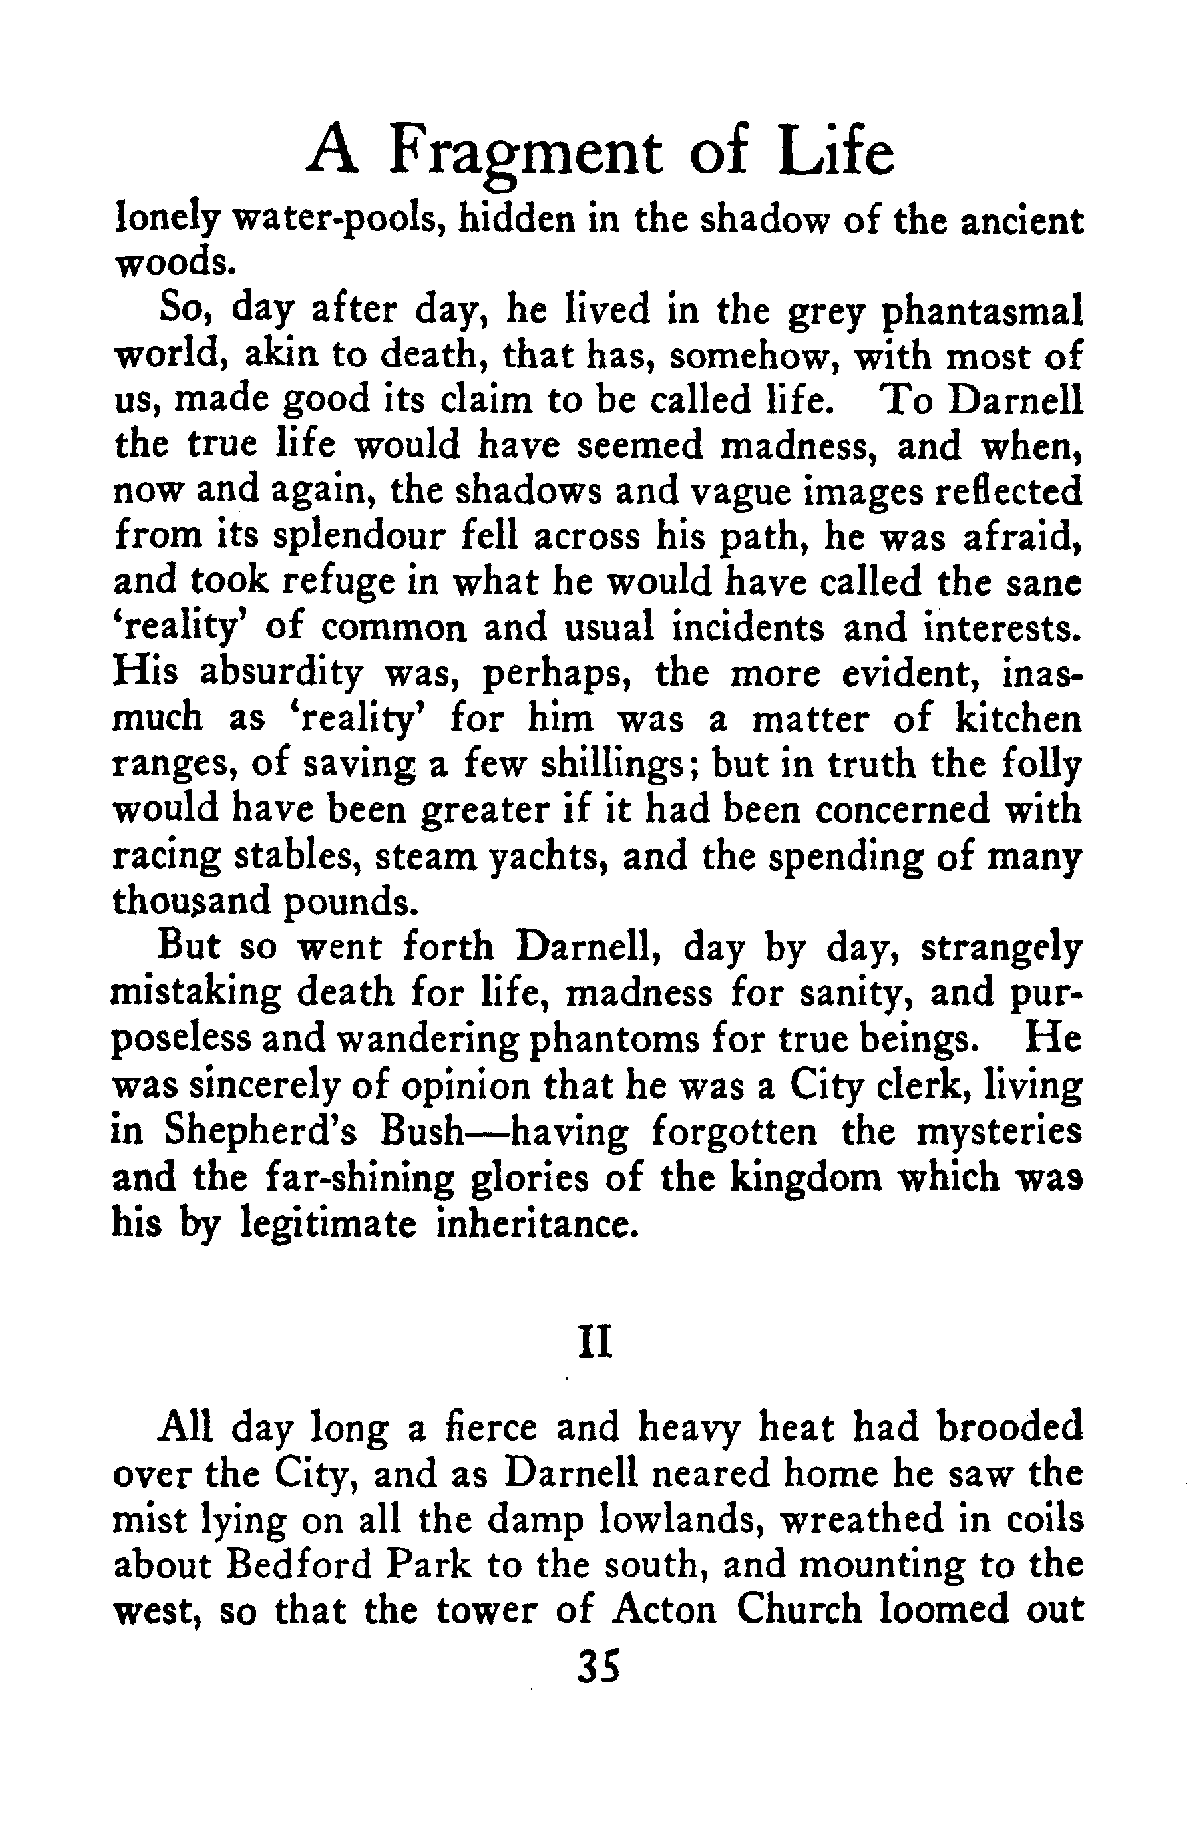 A Fragment of Life
lonely water-pools, hidden in the shadow of the ancient
woods.
So, day after day, he lived in the grey phantasmal
world, akin to death, that has, somehow, with most of
us, made good its claim to be called life. To Darnell
the true life would have seemed madness, and when,
now and again, the shadows and vague images reflected
from its splendour fell across his path, he was afraid,
and took refuge in what he would have called the sane
‘reality’ of common and usual incidents and interests.
His absurdity was, perhaps, the more evident, inas-
much as ‘reality’ for him was a matter of kitchen
ranges, of saving a few shillings; but in truth the folly
would have been greater if it had been concerned with
racing stables, steam yachts, and the spending of many
thousand pounds.
But so went forth Darnell, day by day, strangely
mistaking death for life, madness for sanity, and pur-
poseless and wandering phantoms for true beings. He
was sincerely of opinion that he was a City clerk, living
in Shepherd’s Bush—having forgotten the mysteries
and the far-shining glories of the kingdom which was
his by legitimate inheritance.
II
All day long a fierce and heavy heat had brooded
over the City, and as Darnell neared home he saw the
mist lying on all the damp lowlands, wreathed in coils
about Bedford Park to the south, and mounting to the
west, so that the tower of Acton Church loomed out
35